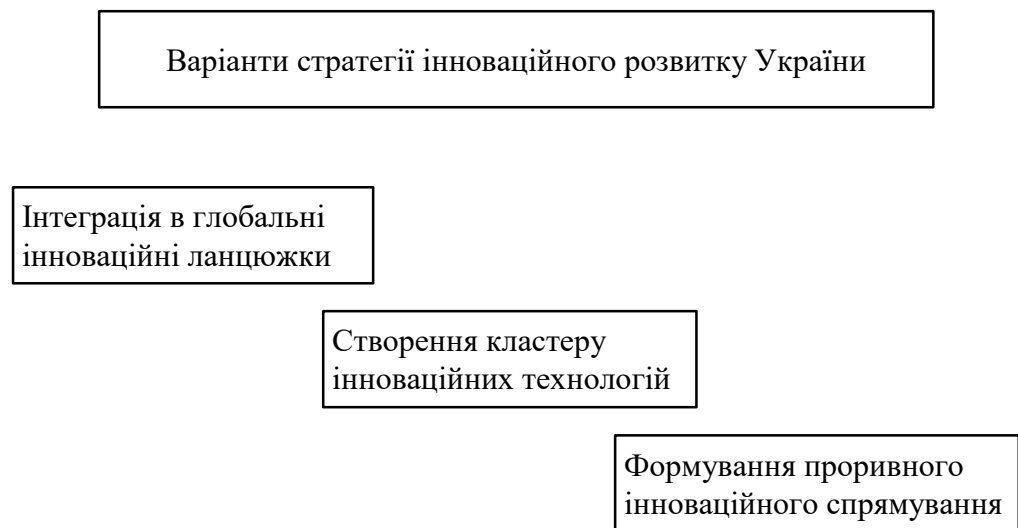 Варіанти стратегії інноваційного розвитку України
Інтеграція в глобальні
інноваційні ланцюжки
Створення кластеру
інноваційних технологій
Формування проривного
інноваційного спрямування